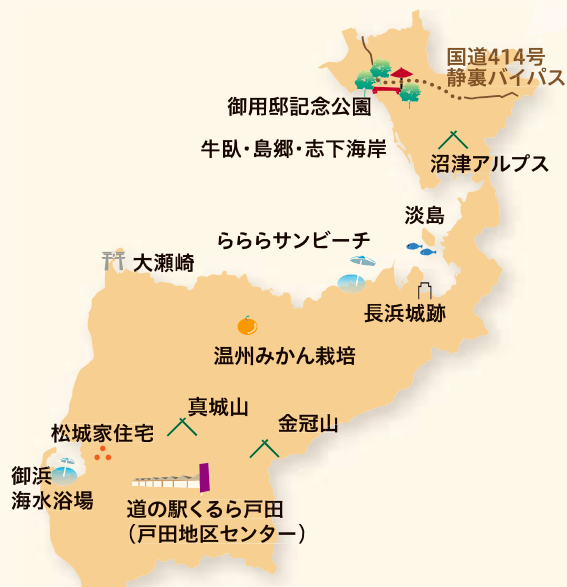 国道414号
静裏バイパス
御用邸記念公園
牛臥・島郷・志下海岸
沼津アルプス
淡島
らららサンビーチ
大瀬崎
長浜城跡
温州みかん栽培
真城山
金冠山
松城家住宅
御浜
海水浴場
道の駅くるら戸田
（戸田地区センター）